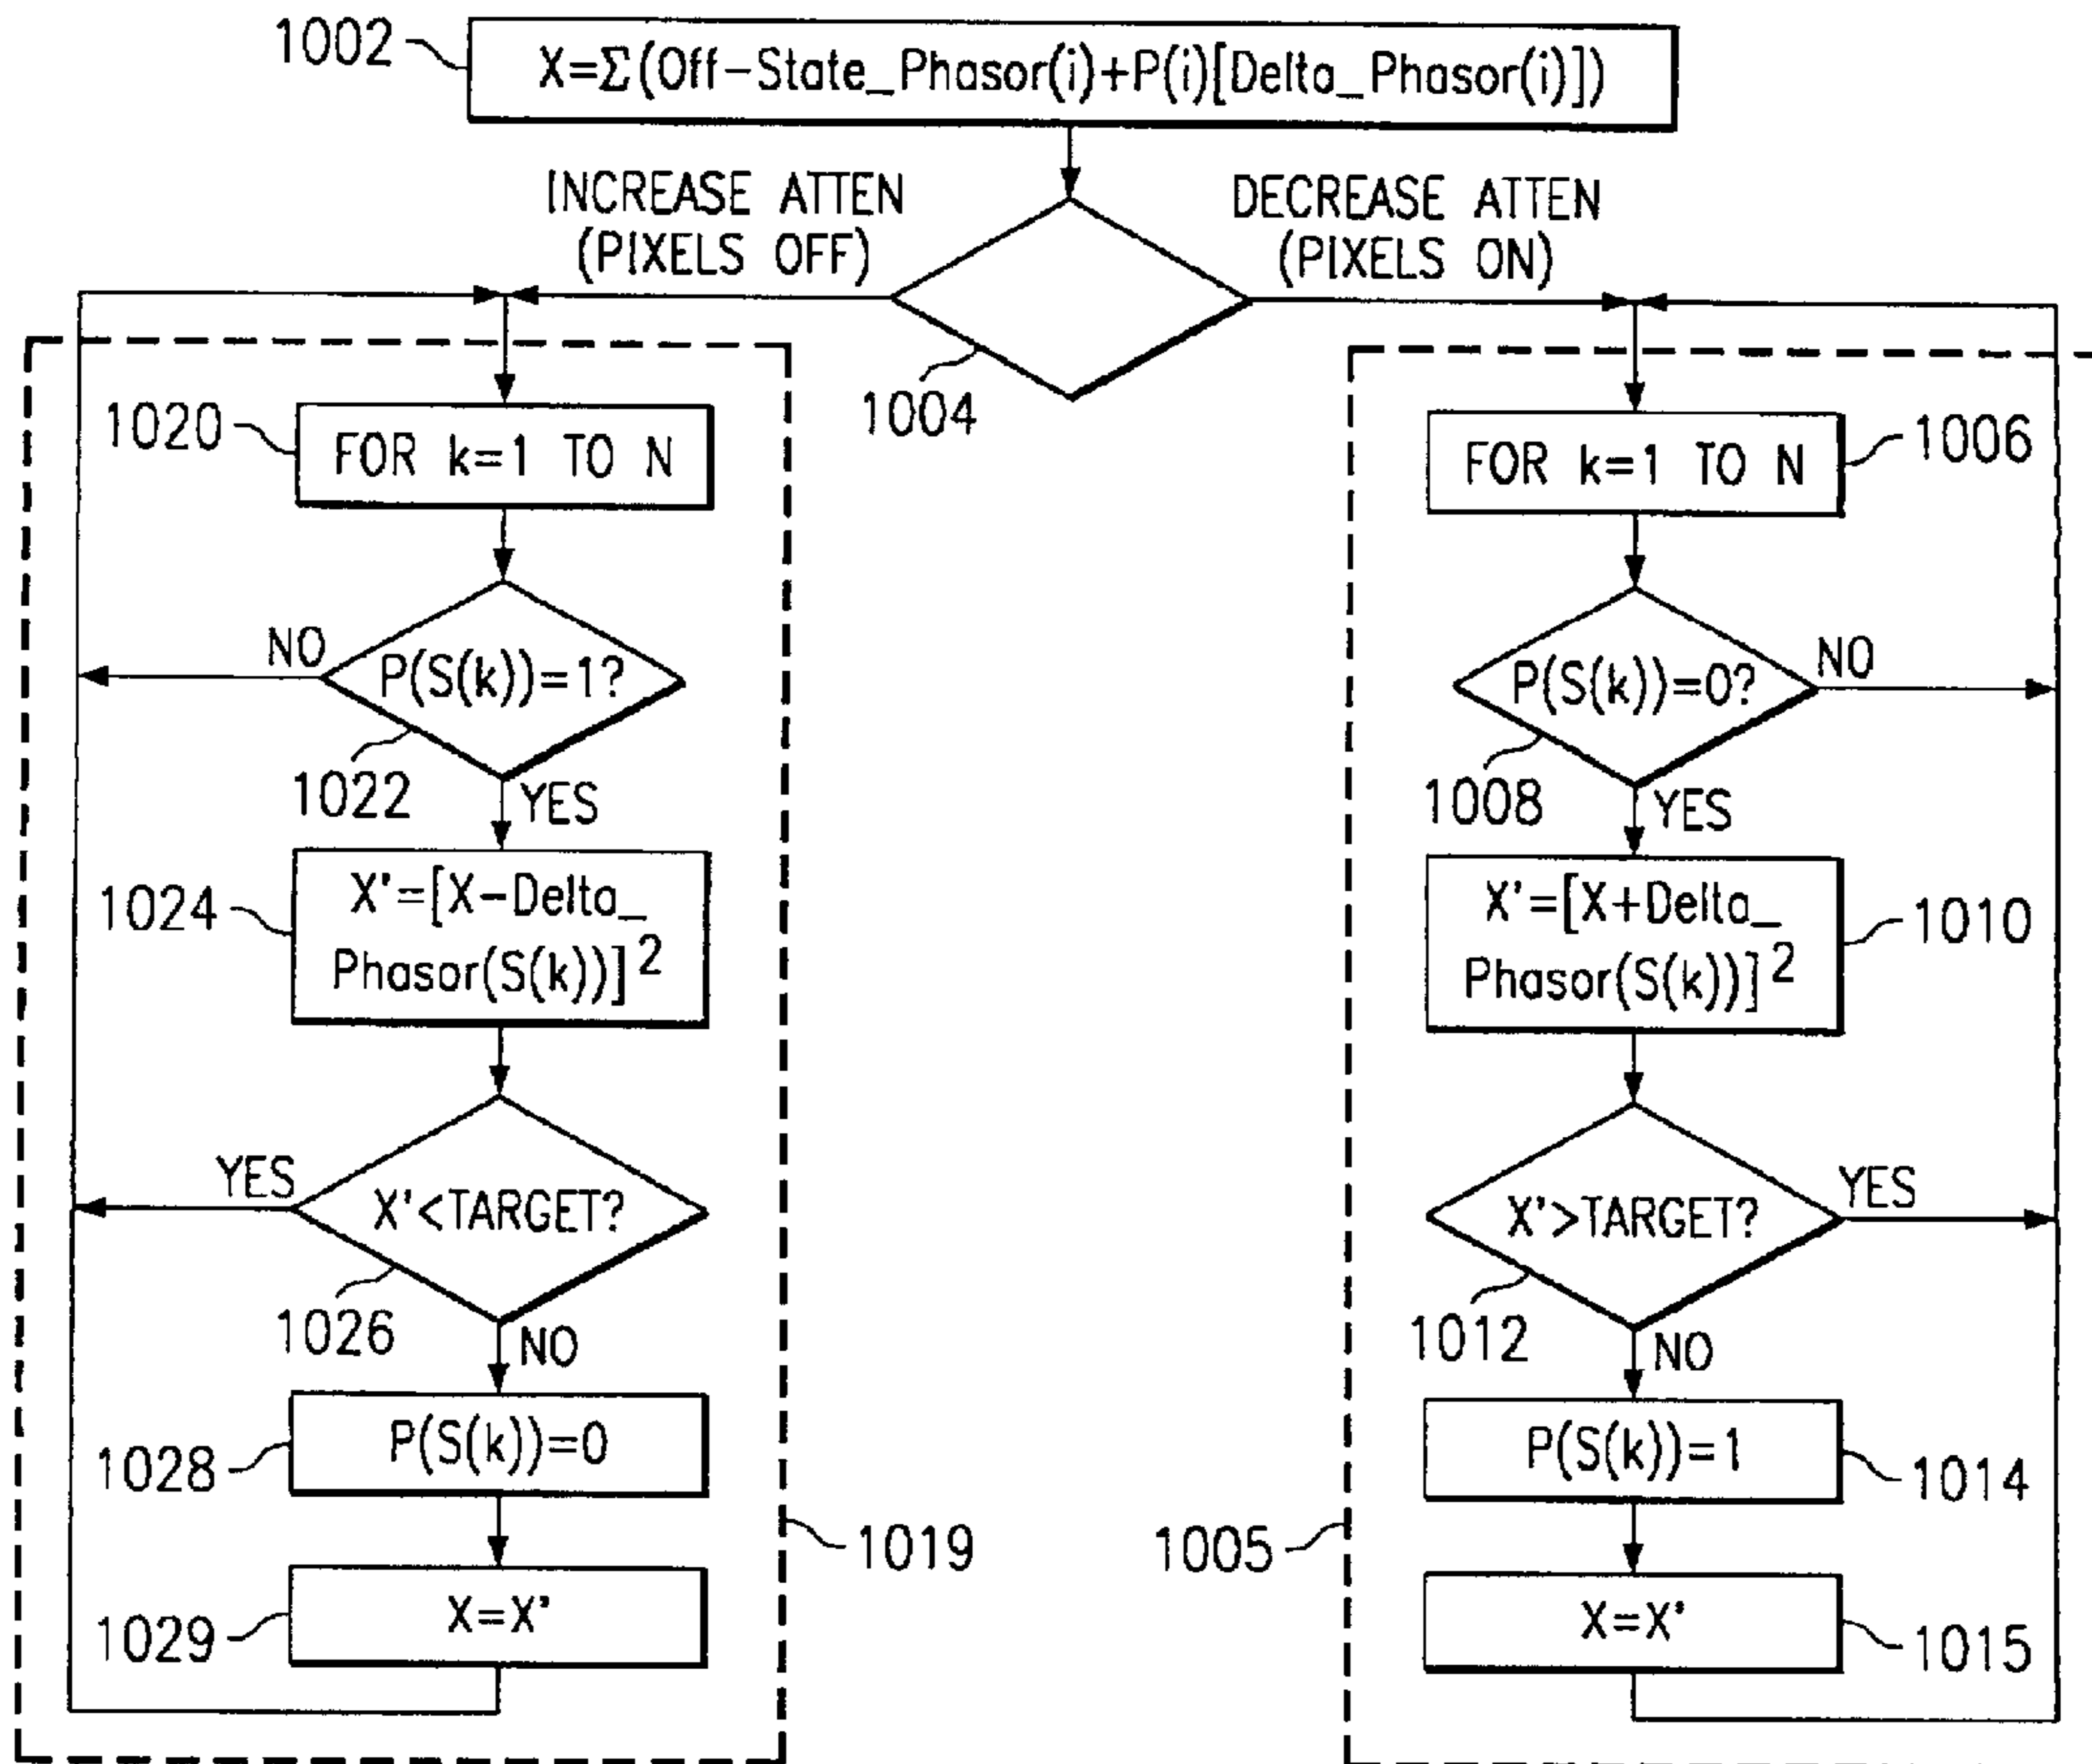 1002
X=Σ(Off-State_Phasor(i)+P(i)[Delta_Phasor(i)])
INCREASE ATTEN
(PIXELS OFF)
DECREASE ATTEN
(PIXELS ON)
1004
1020
FOR k=1 TO N
NO
P(S(k))=1?
1022
YES
1024
X'=[X-Delta_
Phasor(S(k))]2
YES
X'<TARGET?
1026
NO
1028
P(S(k))=0
1029
X=X'
1019
FOR k=1 TO N
1006
P(S(k))=0?
NO
1008
YES
X'=[X+Delta_
Phasor(S(k))]2
1010
X'>TARGET?
YES
1012
NO
P(S(k))=1
1014
1005
X=X'
1015